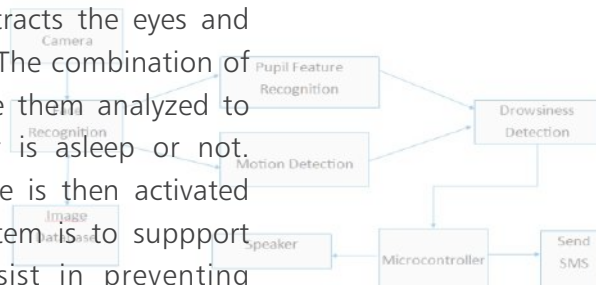 tracts the eyes and
The combination of
e them analyzed to
is asleep or not.
e is then activated
tem is to suppport
sist in preventing
Camera
Recognition
Image
Database
Pupil Feature
Recognition
Motion Detection
Drowsiness
Detection
Speaker
Microcontroller
Send
SMS